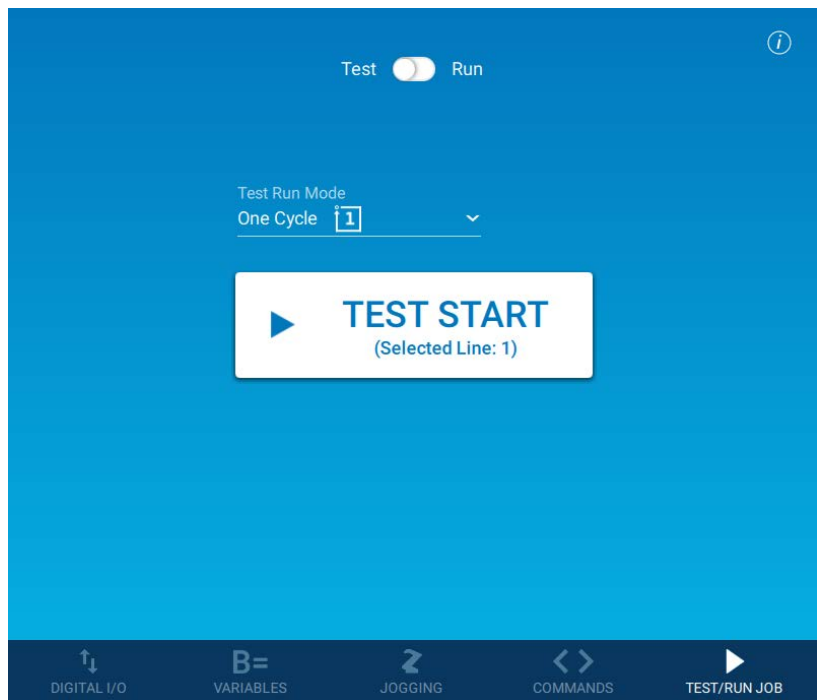 i
Test Run
Test Run Mode
One Cycle 1
TEST START
(Selected Line: 1)
B=
DIGITAL I/O VARIABLES JOGGING COMMANDS TEST/RUN JOB